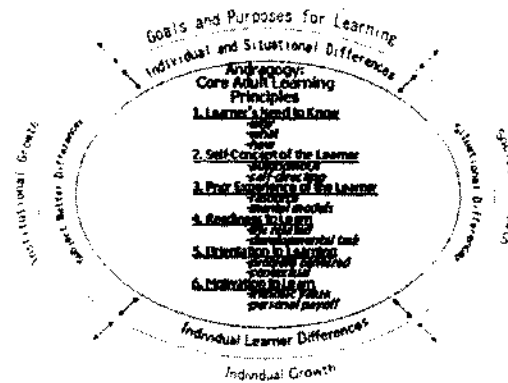 Goals and Purposes for Learning
Individual and Situational Differences
Andragogy:
Core Adult Learning
Principles
1. Learner's Need to Know
-what
-how
2. Self-Concept of the Learner
-autonomous
-self-directing
3. Prior Experience of the Learner
-resource
-mental models
4. Readiness to Learn
-life related
-developmental task
5. Orientation to Learning
-problem centered
-contextual
6. Motivation to Learn
-intrinsic value
-personal payoff
Institutional Growth
Subject Matter Differences
Situational Differences
Individual Learner Differences
Individual Growth